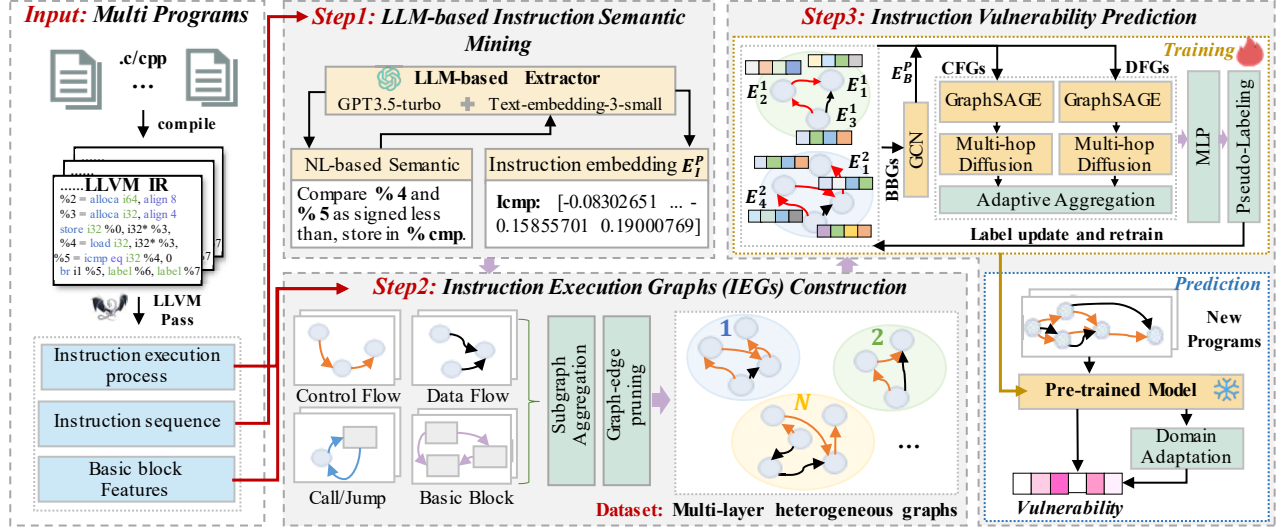 Input: Multi Programs
.c/cpp
...
compile
......
......LLVM IR
%2 = alloca i64, align 8
%3 = alloca i32, align 4
store i32 %0, i32* %3,
%4 = load i32, i32* %3,
%5 = icmp eq i32 %4, 0
br i1 %5, label %6, label %7
LLVM
Pass
Instruction execution
process
Instruction sequence
Basic block
Features
Step1: LLM-based Instruction Semantic
Mining
LLM-based Extractor
GPT3.5-turbo + Text-embedding-3-small
NL-based Semantic
Compare %4 and
%5 as signed less
than, store in %cmp.
Instruction embedding E_I^P
Icmp: [-0.08302651 ... -
0.15855701 0.19000769]
Step2: Instruction Execution Graphs (IEGs) Construction
Control Flow
Data Flow
Call/Jump
Basic Block
Subgraph
Aggregation
Graph-edge
pruning
1
2
N
...
Dataset: Multi-layer heterogeneous graphs
Step3: Instruction Vulnerability Prediction
Training
E_2^1
E_1^1
E_3^1
E_1^2
E_4^2
BBGs
GCN
E_B^P
CFGs
DFGs
GraphSAGE
GraphSAGE
Multi-hop
Diffusion
Multi-hop
Diffusion
Adaptive Aggregation
MLP
Pseudo-Labeling
Label update and retrain
Prediction
New
Programs
Pre-trained Model
Domain
Adaptation
Vulnerability